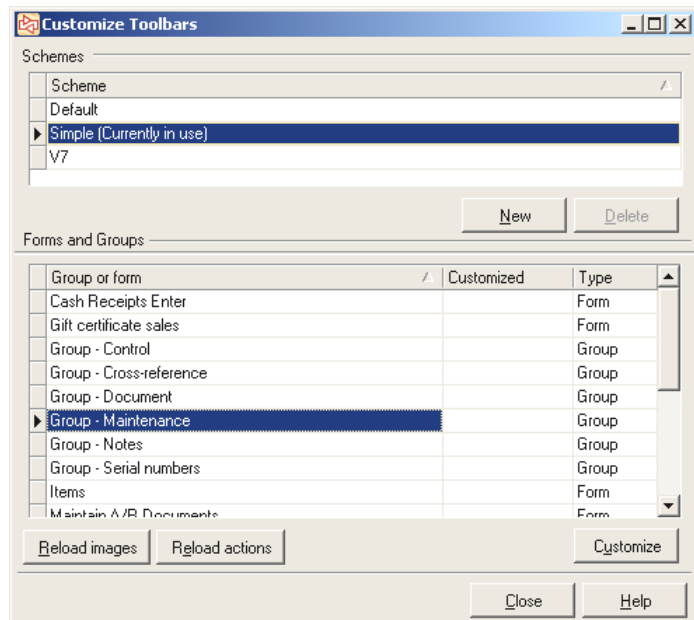 Customize Toolbars
Schemes
Scheme
Default
Simple (Currently in use)
V7
New Delete
Forms and Groups
Group or form Customized Type
Cash Receipts Enter Form
Gift certificate sales Form
Group - Control Group
Group - Cross-reference Group
Group - Document Group
Group - Maintenance Group
Group - Notes Group
Group - Serial numbers Group
Items Form
Maintain A/R Documents Form
Reload images Reload actions Customize
Close Help